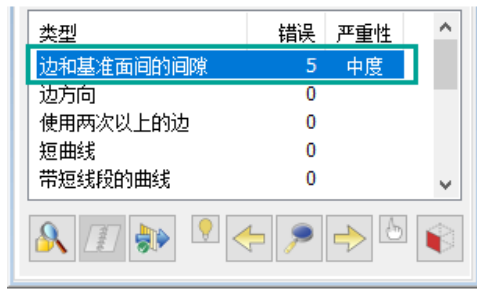 类型 错误 严重性
边和基准面间的间隙 5 中度
边方向 0
使用两次以上的边 0
短曲线 0
带短线段的曲线 0